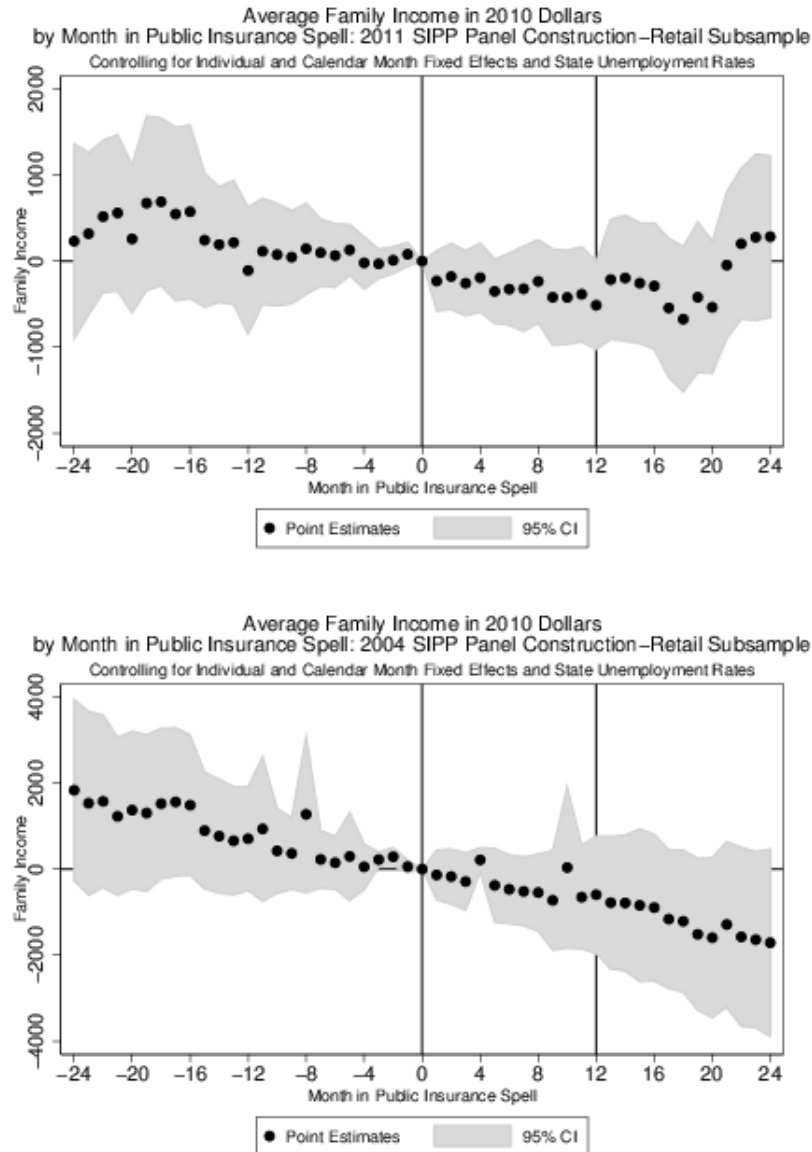 Average Family Income in 2010 Dollars
by Month in Public Insurance Spell: 2011 SIPP Panel Construction−Retail Subsample
Controlling for Individual and Calendar Month Fixed Effects and State Unemployment Rates
2000
1000
0
−1000
−2000
Family Income
−24 −20 −16 −12 −8 −4 0 4 8 12 16 20 24
Month in Public Insurance Spell
Point Estimates 95% CI
Average Family Income in 2010 Dollars
by Month in Public Insurance Spell: 2004 SIPP Panel Construction−Retail Subsample
Controlling for Individual and Calendar Month Fixed Effects and State Unemployment Rates
4000
2000
0
−2000
−4000
Family Income
−24 −20 −16 −12 −8 −4 0 4 8 12 16 20 24
Month in Public Insurance Spell
Point Estimates 95% CI